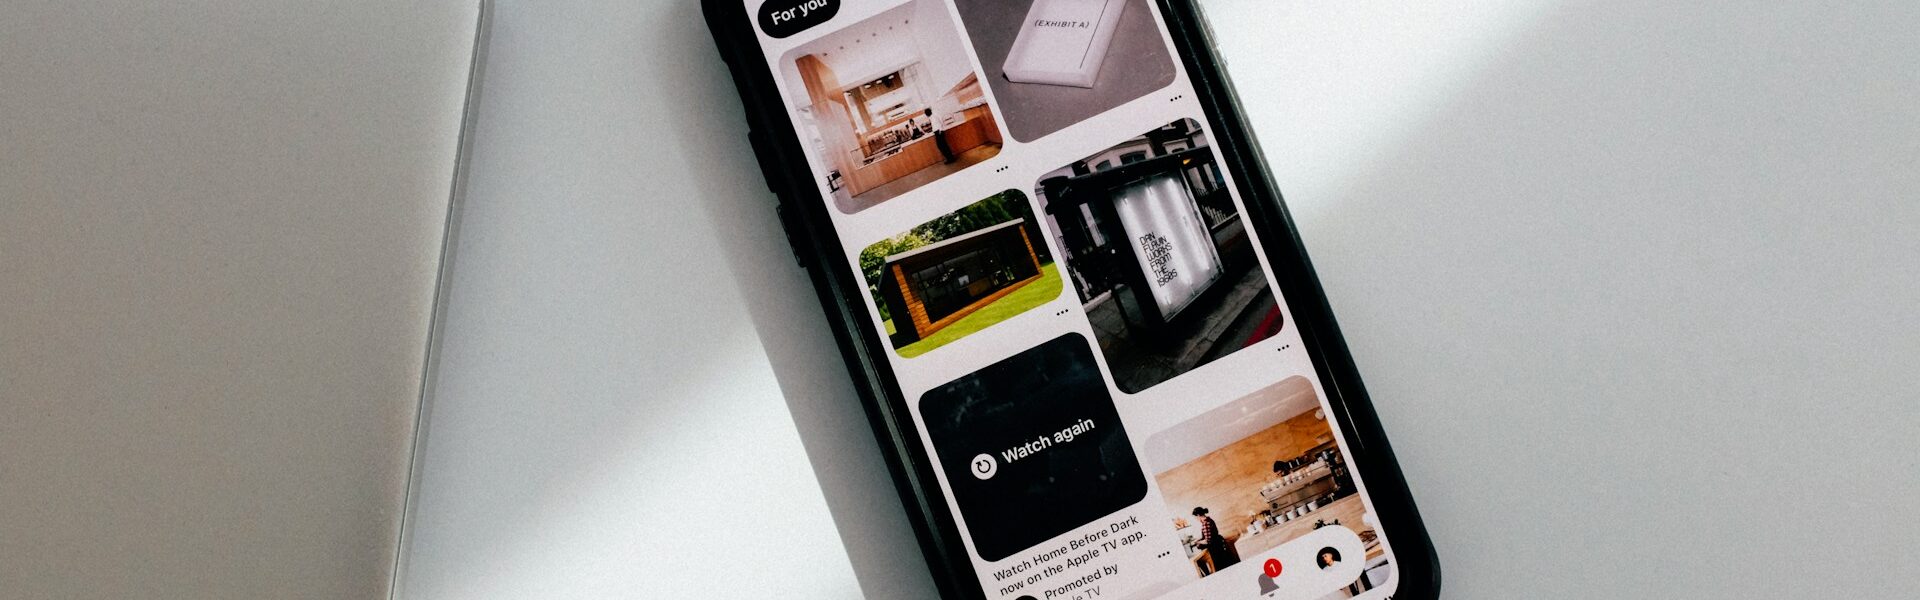 For you
(EXHIBIT A)
DAN
FLAVIN
WORKS
FROM
THE
1960s
Watch again
Watch Home Before Dark
now on the Apple TV app.
Promoted by
le TV
1